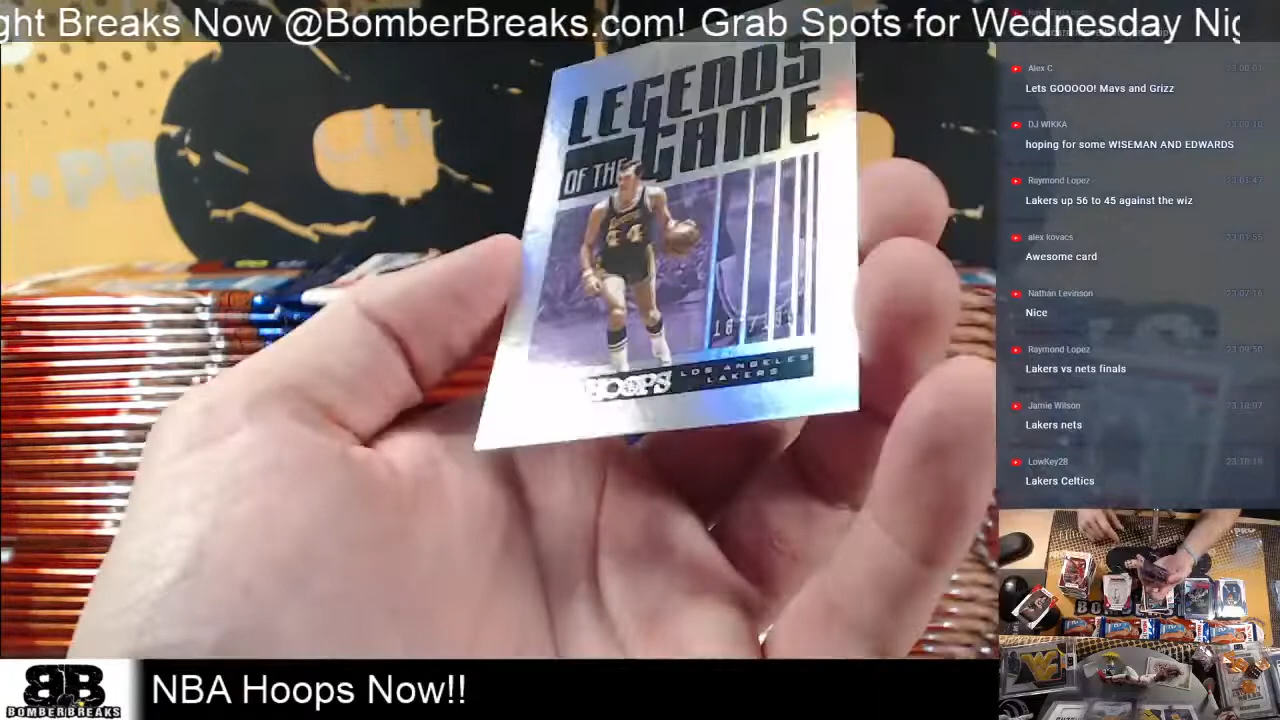 ght Breaks Now @BomberBreaks.com! Grab Spots for Wednesday Nig
LEGENDS
OF THE GAME
44
HOOPS
LOS ANGELES
LAKERS
Alex C
Lets GOOOOO! Mavs and Grizz
DJ WIKKA
hoping for some WISEMAN AND EDWARDS
Raymond Lopez
Lakers up 56 to 45 against the wiz
alex kovacs
Awesome card
Nathan Levinson
Nice
Raymond Lopez
Lakers vs nets finals
Jamie Wilson
Lakers nets
LowKey28
Lakers Celtics
BB
BOMBERBREAKS
NBA Hoops Now!!